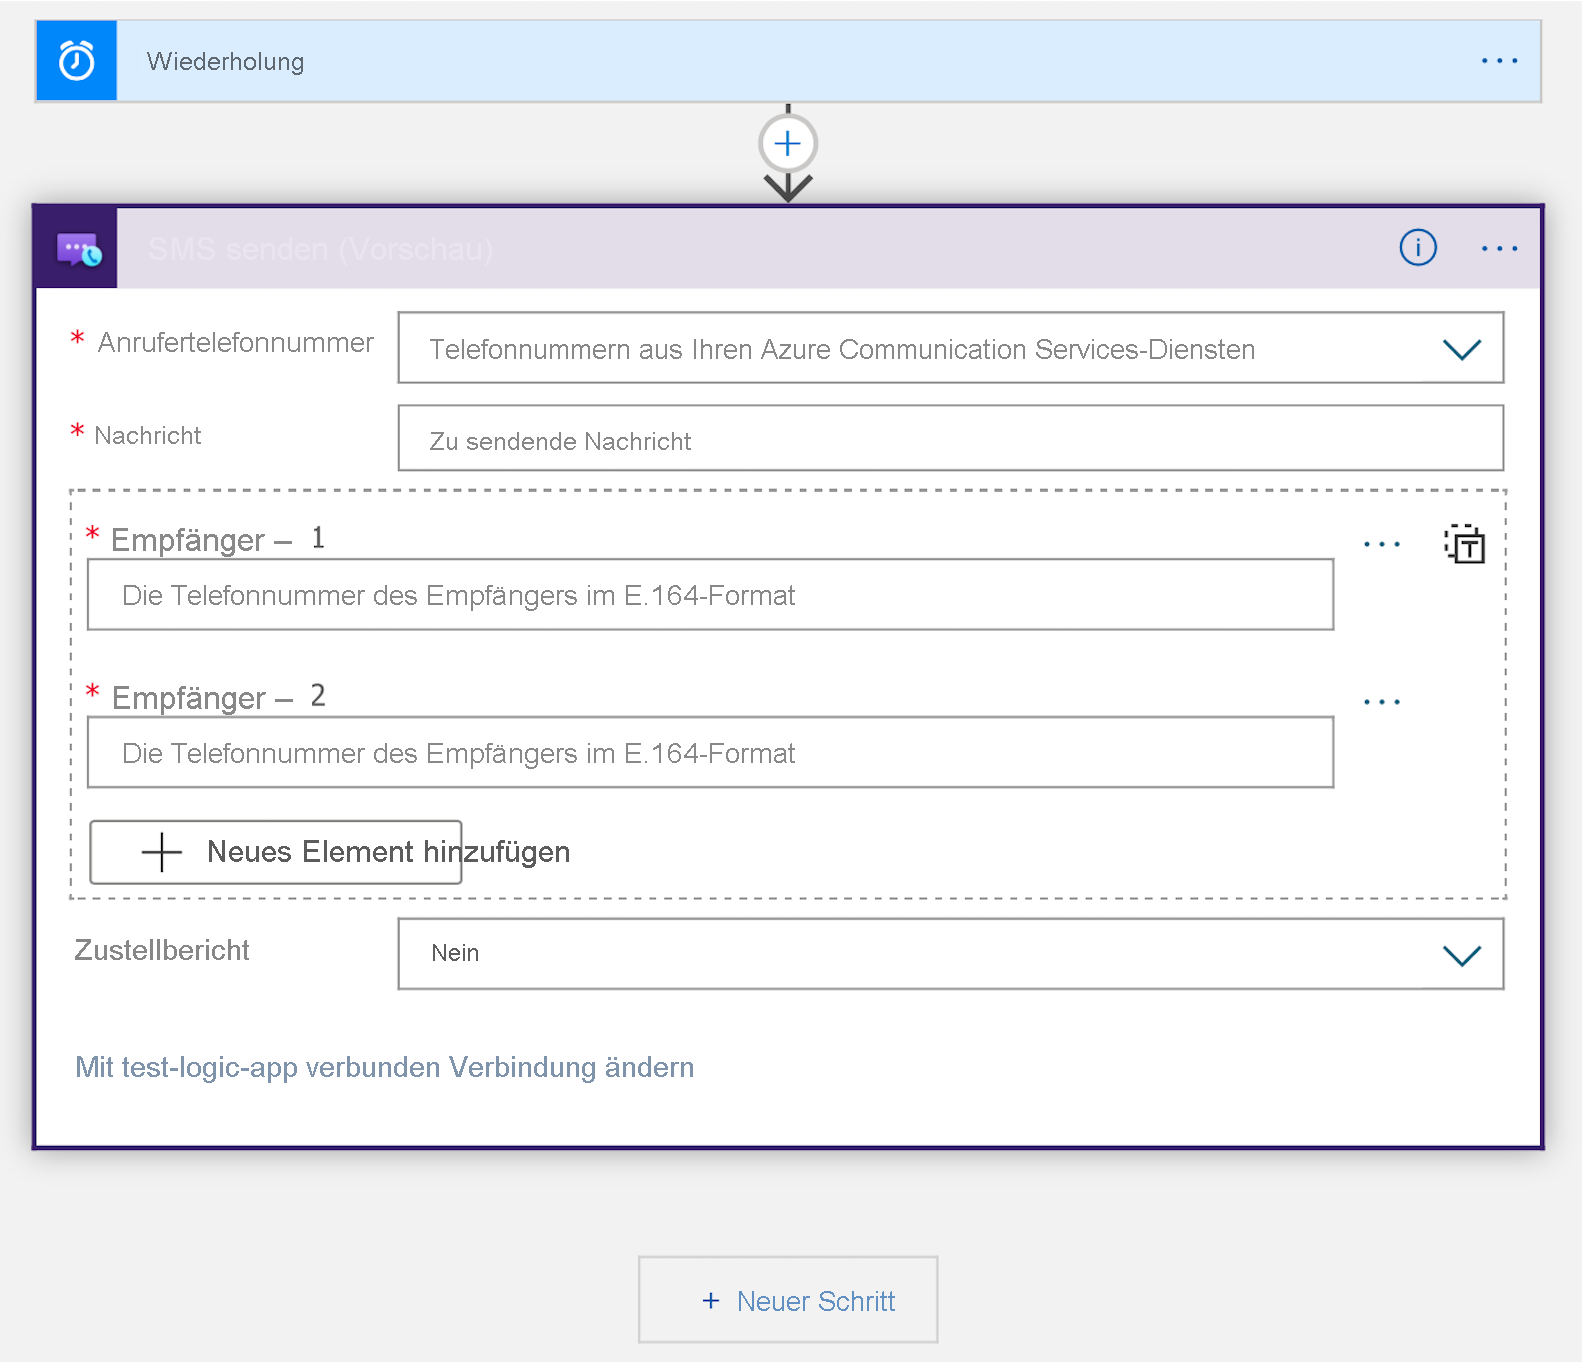 Wiederholung
SMS senden (Vorschau)
* Anrufertelefonnummer
Telefonnummern aus Ihren Azure Communication Services-Diensten
* Nachricht
Zu sendende Nachricht
* Empfänger – 1
Die Telefonnummer des Empfängers im E.164-Format
* Empfänger – 2
Die Telefonnummer des Empfängers im E.164-Format
Neues Element hinzufügen
Zustellbericht
Nein
Mit test-logic-app verbunden Verbindung ändern
+ Neuer Schritt